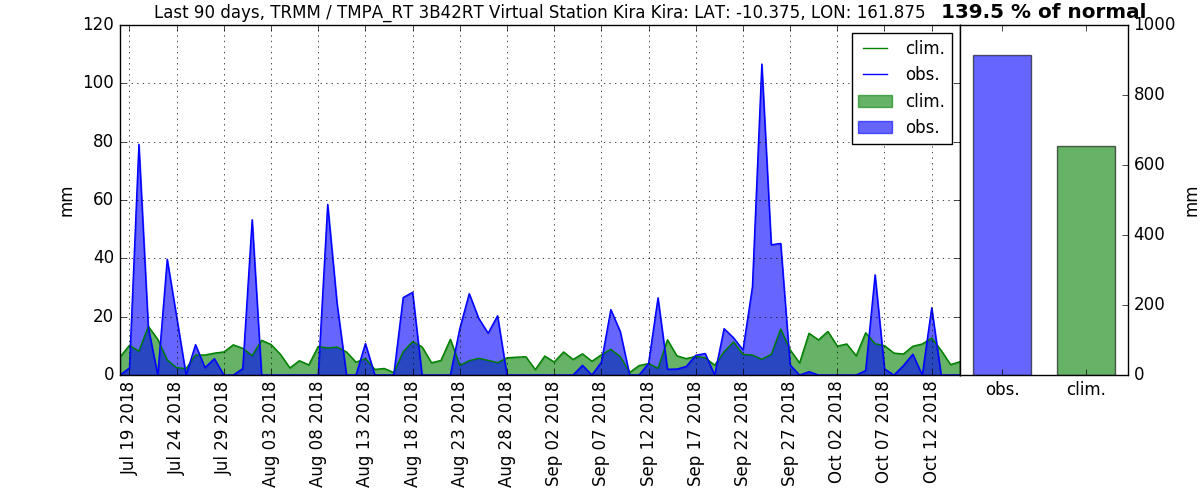 Last 90 days, TRMM / TMPA_RT 3B42RT Virtual Station Kira Kira: LAT: -10.375, LON: 161.875 139.5 % of normal
120
100
80
60
40
20
0
mm
clim.
obs.
clim.
obs.
Jul 19 2018
Jul 24 2018
Jul 29 2018
Aug 03 2018
Aug 08 2018
Aug 13 2018
Aug 18 2018
Aug 23 2018
Aug 28 2018
Sep 02 2018
Sep 07 2018
Sep 12 2018
Sep 17 2018
Sep 22 2018
Sep 27 2018
Oct 02 2018
Oct 07 2018
Oct 12 2018
1000
800
600
400
200
0
mm
obs. clim.